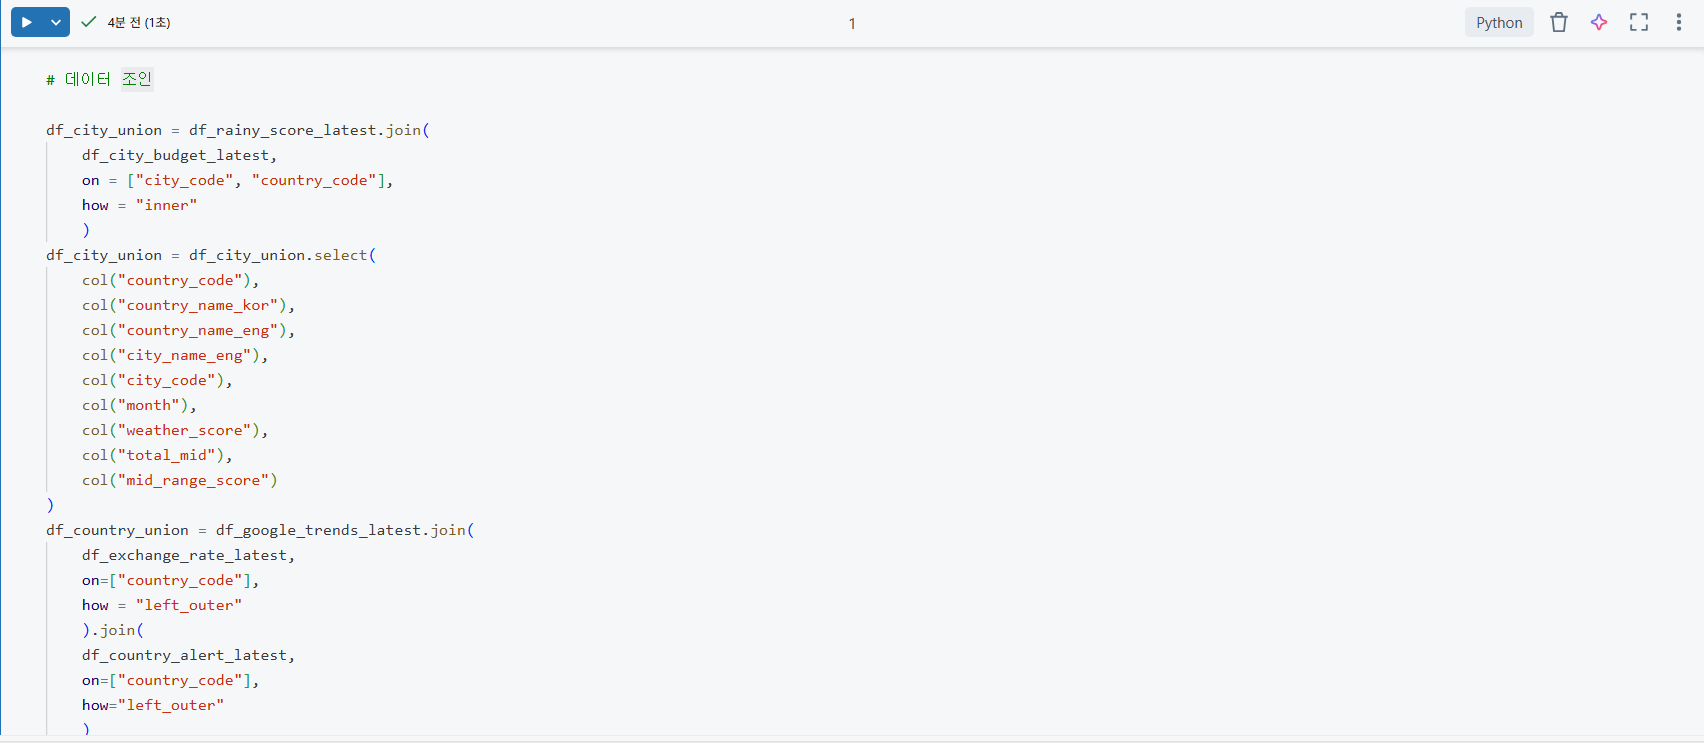 4분 전 (1초)
1
Python
# 데이터 조인
df_city_union = df_rainy_score_latest.join(
    df_city_budget_latest,
    on = ["city_code", "country_code"],
    how = "inner"
    )
df_city_union = df_city_union.select(
    col("country_code"),
    col("country_name_kor"),
    col("country_name_eng"),
    col("city_name_eng"),
    col("city_code"),
    col("month"),
    col("weather_score"),
    col("total_mid"),
    col("mid_range_score")
)
df_country_union = df_google_trends_latest.join(
    df_exchange_rate_latest,
    on=["country_code"],
    how = "left_outer"
    ).join(
    df_country_alert_latest,
    on=["country_code"],
    how="left_outer"
    )